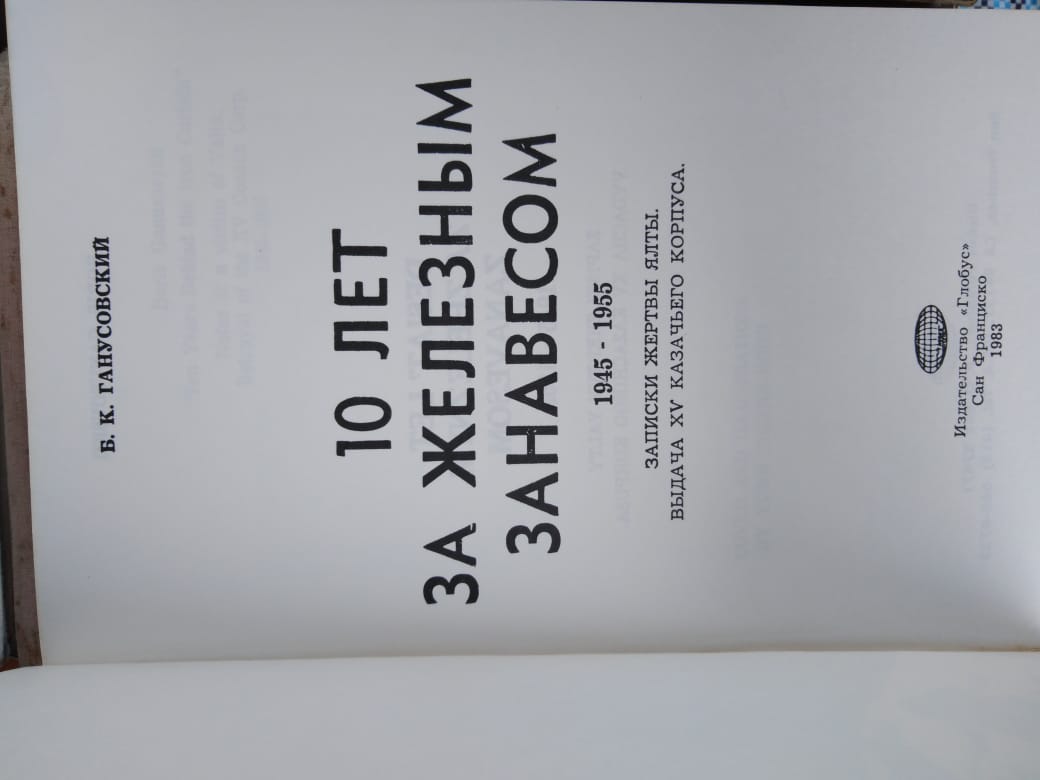 Б. К. ГАНУСОВСКИЙ
10 ЛЕТ
ЗА ЖЕЛЕЗНЫМ
ЗАНАВЕСОМ
1945 - 1955
ЗАПИСКИ ЖЕРТВЫ ЯЛТЫ.
ВЫДАЧА XV КАЗАЧЬЕГО КОРПУСА.
Издательство «Глобус»
Сан Франциско
1983